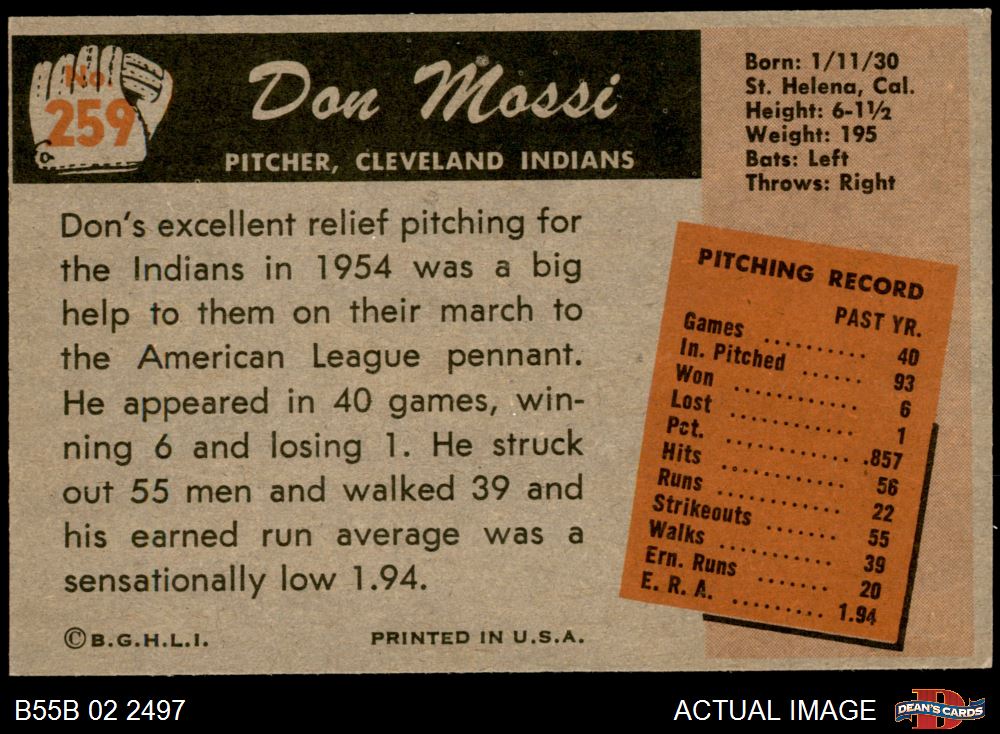 No.
259
Don Mossi
PITCHER, CLEVELAND INDIANS
Born: 1/11/30
St. Helena, Cal.
Height: 6-1½
Weight: 195
Bats: Left
Throws: Right
Don's excellent relief pitching for
the Indians in 1954 was a big
help to them on their march to
the American League pennant.
He appeared in 40 games, win-
ning 6 and losing 1. He struck
out 55 men and walked 39 and
his earned run average was a
sensationally low 1.94.
©B.G.H.L.I. PRINTED IN U.S.A.
PITCHING RECORD
PAST YR.
Games .......... 40
In. Pitched ...... 93
Won ............ 6
Lost ............ 1
Pct. ............ .857
Hits ............ 56
Runs ............ 22
Strikeouts ....... 55
Walks ........... 39
Ern. Runs ....... 20
E. R. A. ......... 1.94
B55B 02 2497
ACTUAL IMAGE
D
DEAN'S CARDS